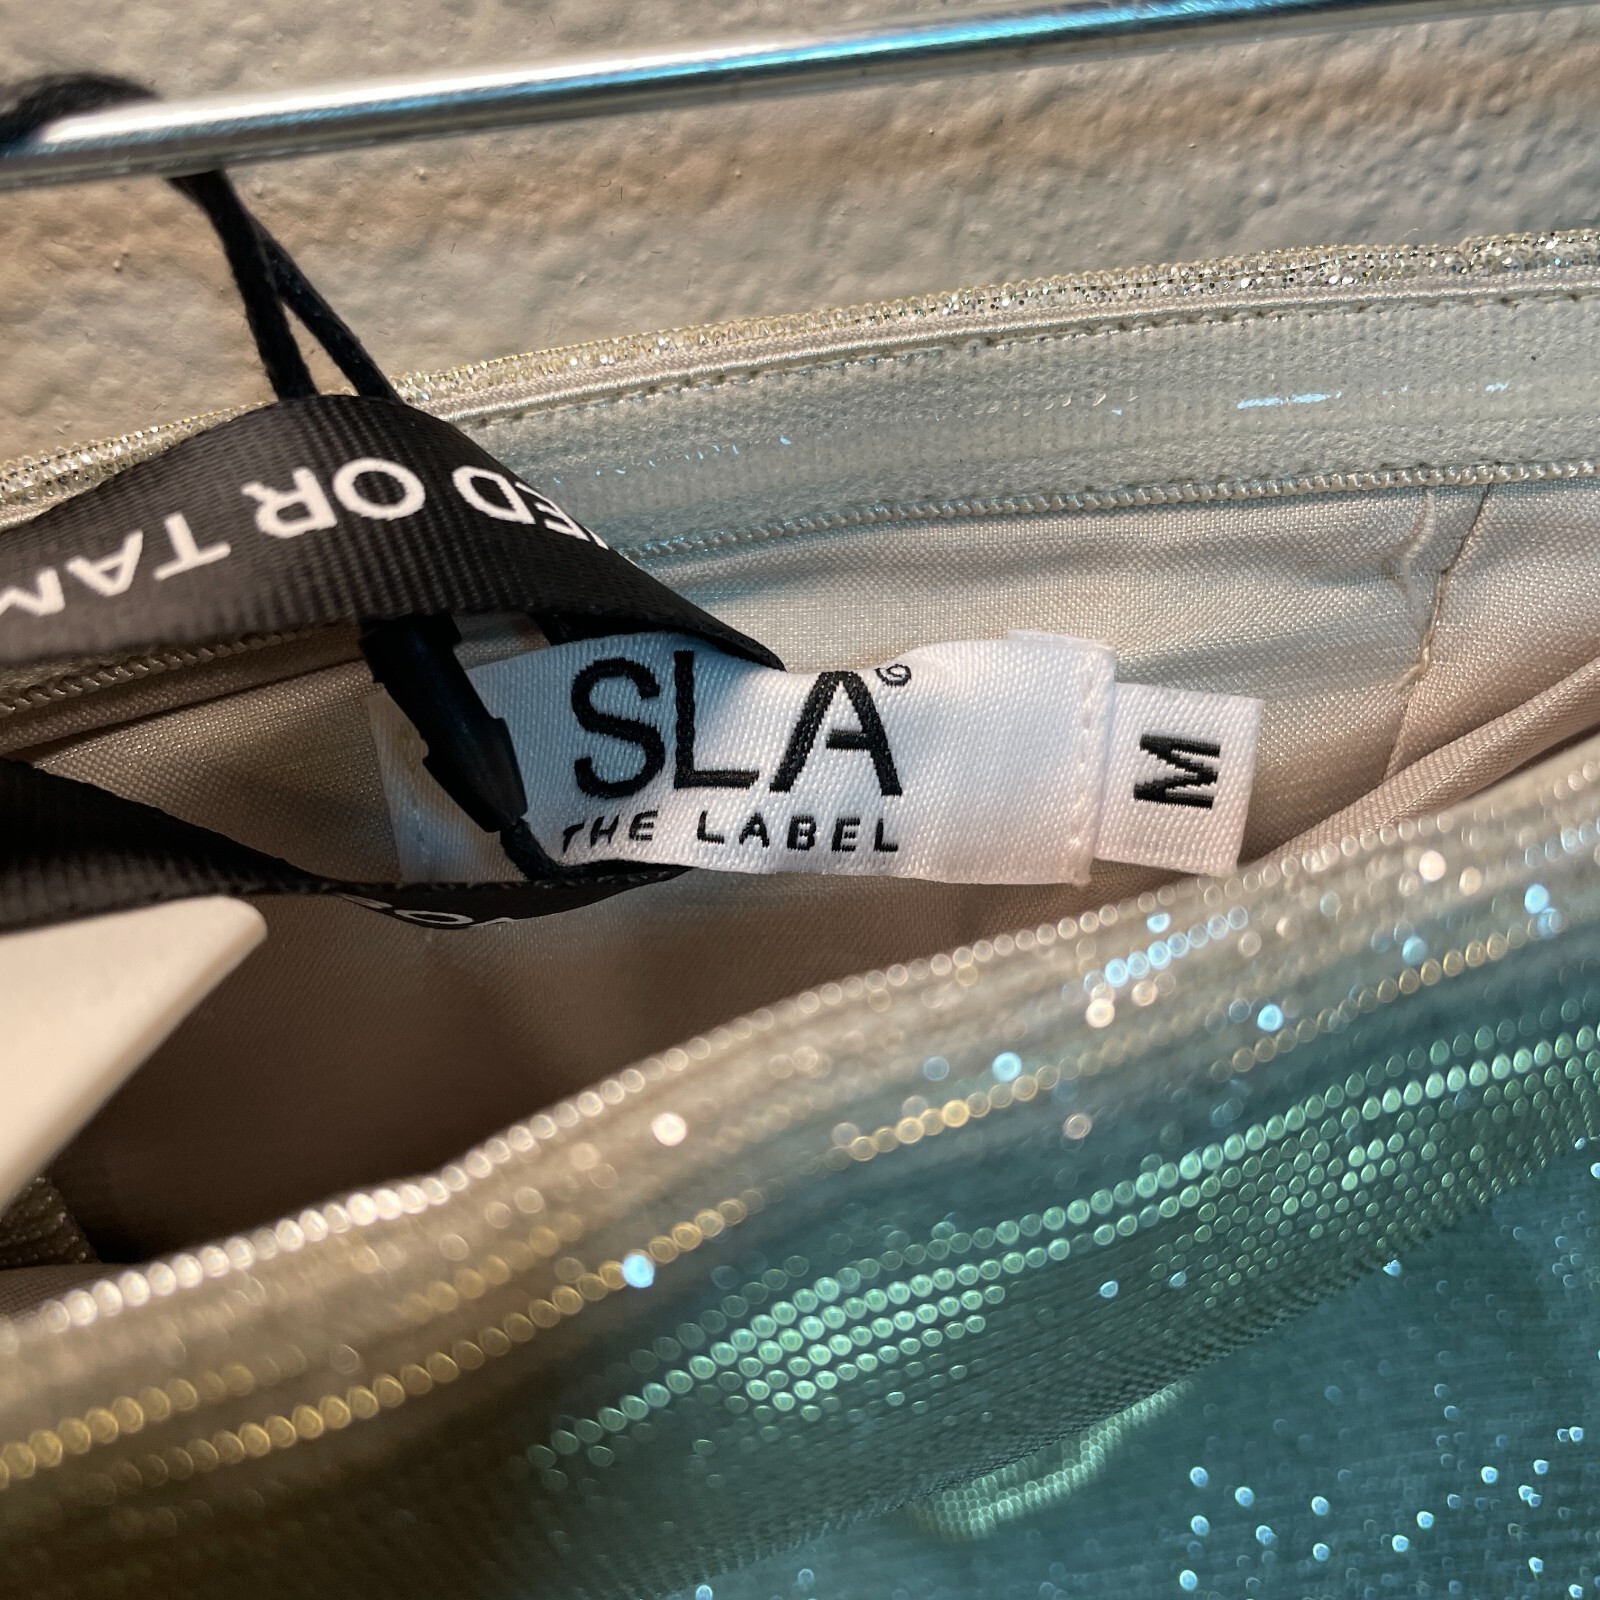 SLA
THE LABEL
M
ED OR TAM